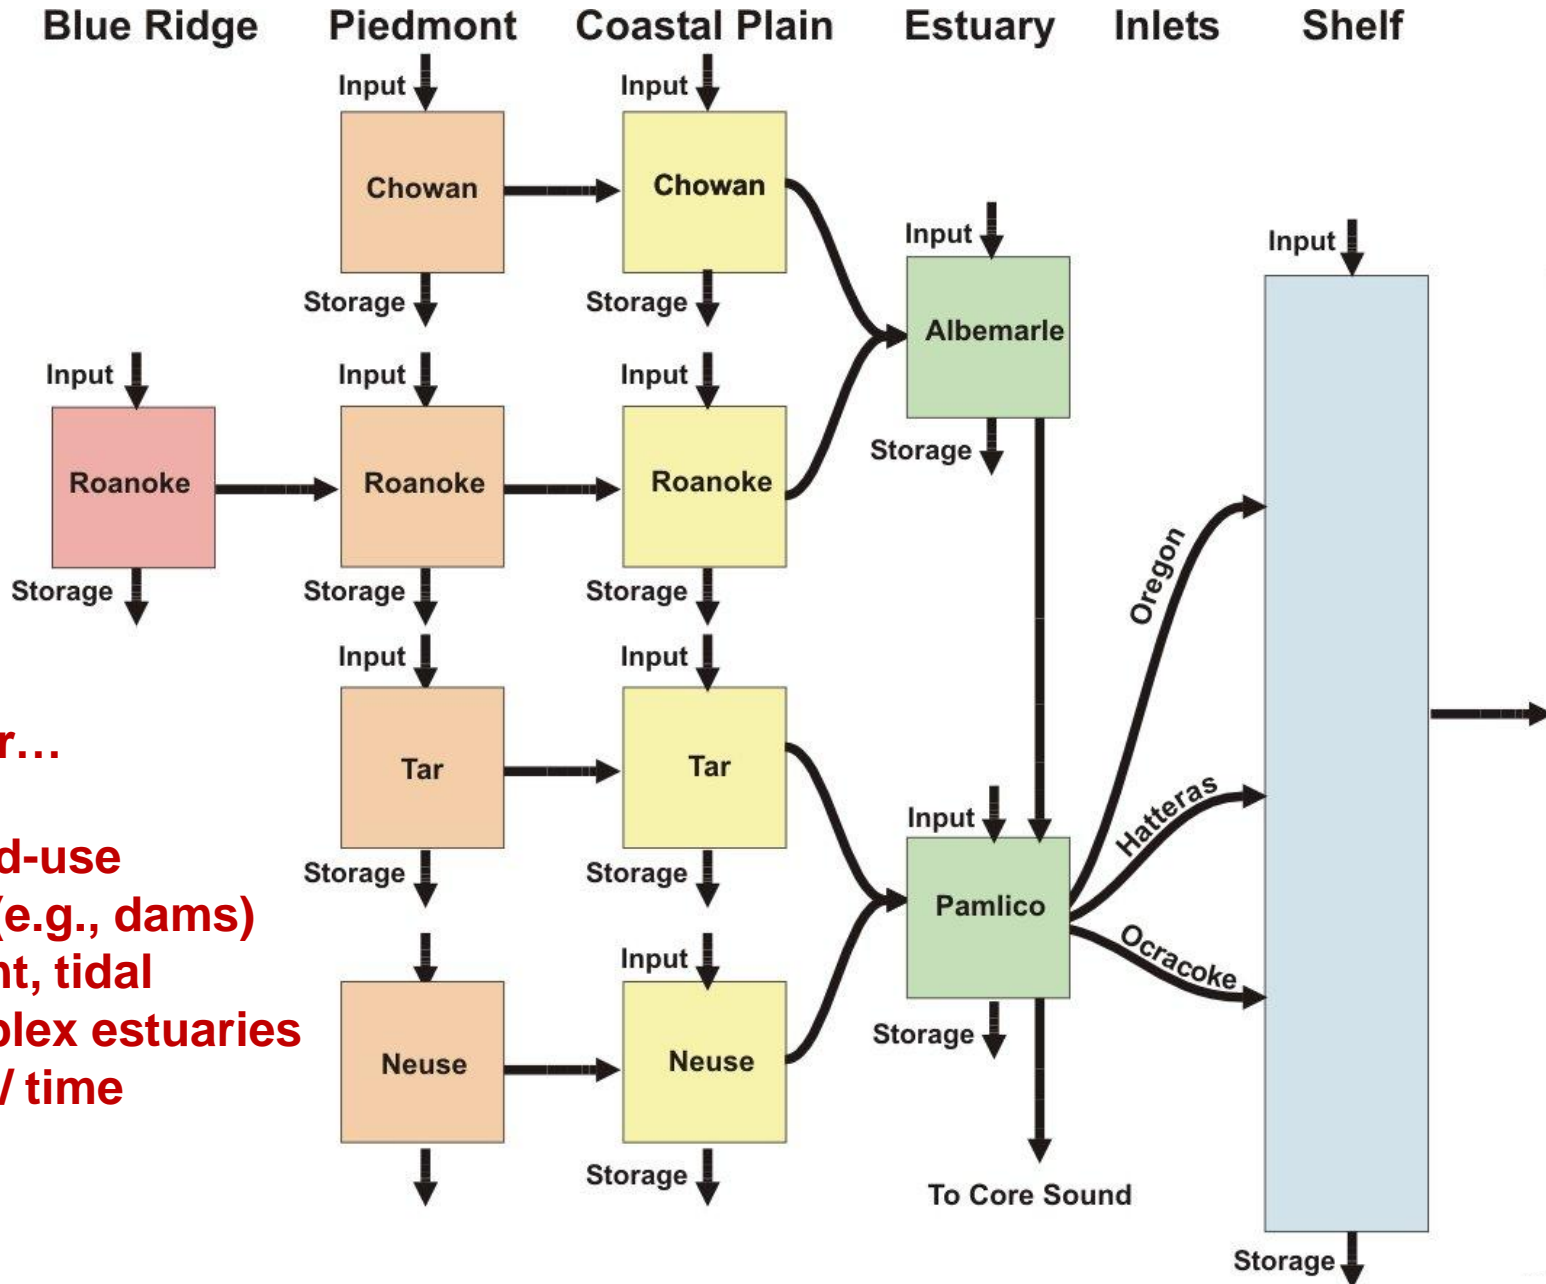 Blue Ridge Piedmont Coastal Plain Estuary Inlets Shelf
Input Input
Chowan Chowan
Storage Storage
Input
Albemarle
Storage
Input
Input Input Input
Roanoke Roanoke Roanoke
Storage Storage Storage
Oregon
Hatteras
Ocracoke
Input Input
Tar Tar
Storage Storage
Input
Pamlico
Storage
To Core Sound
Input
Neuse Neuse
Storage
Storage
r…
d-use
(e.g., dams)
nt, tidal
plex estuaries
/ time